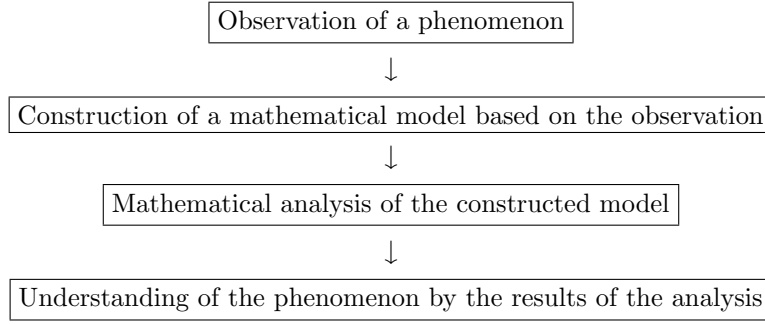 Observation of a phenomenon
↓
Construction of a mathematical model based on the observation
↓
Mathematical analysis of the constructed model
↓
Understanding of the phenomenon by the results of the analysis